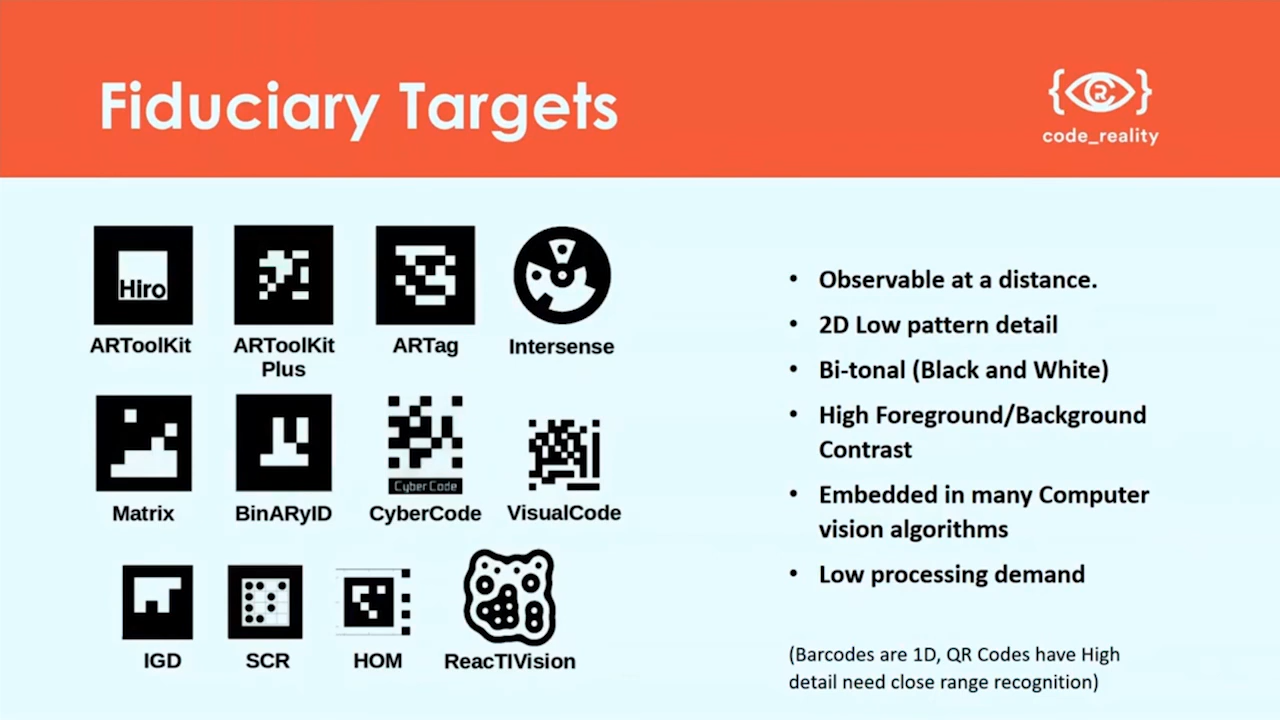 Fiduciary Targets
code_reality
Hiro
ARToolKit
ARToolKit
Plus
ARTag
Intersense
Matrix
BinARyID
CyberCode
CyberCode
VisualCode
IGD
SCR
HOM
ReacTIVision
• Observable at a distance.
• 2D Low pattern detail
• Bi-tonal (Black and White)
• High Foreground/Background
Contrast
• Embedded in many Computer
vision algorithms
• Low processing demand
(Barcodes are 1D, QR Codes have High
detail need close range recognition)